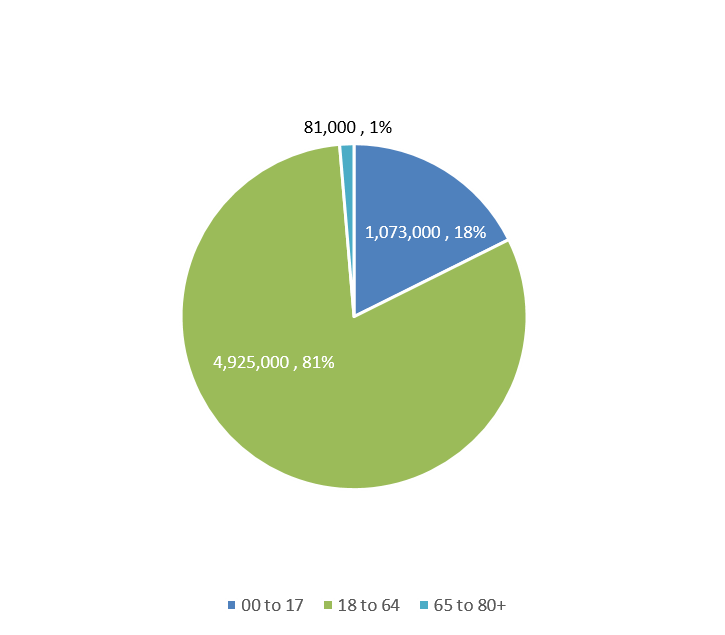 81,000 , 1%
1,073,000 , 18%
4,925,000 , 81%
00 to 17 18 to 64 65 to 80+